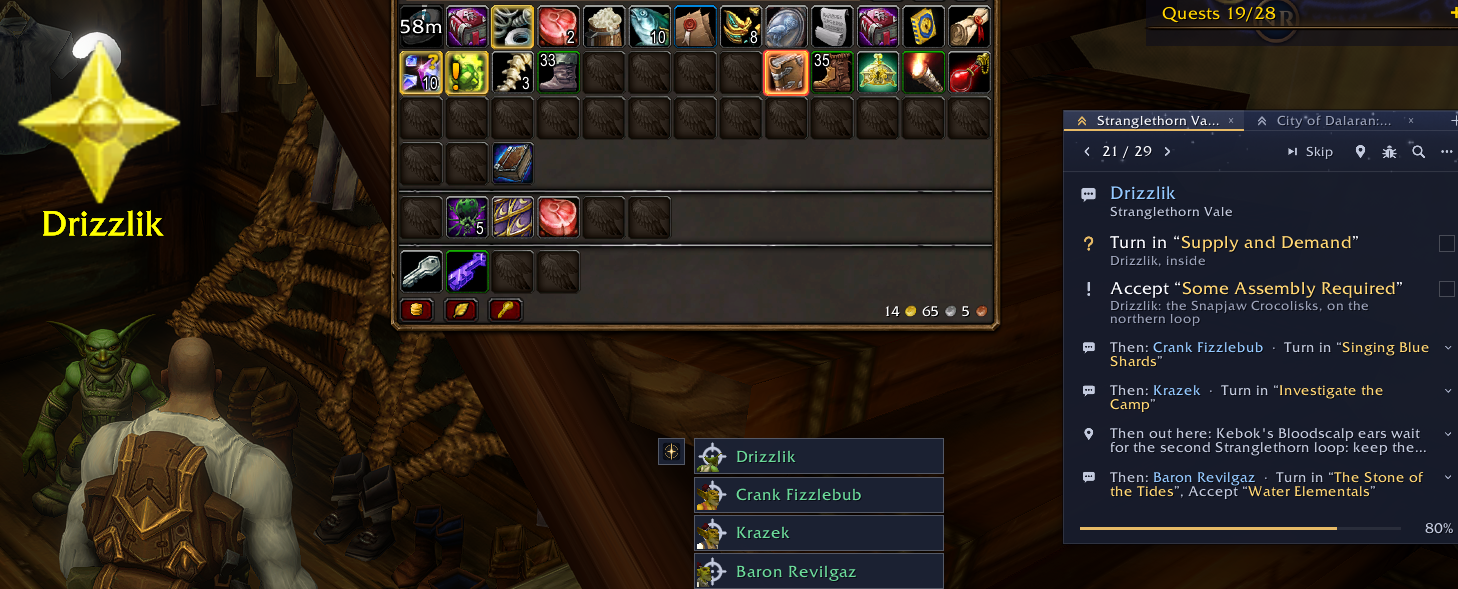 58m
2
10
8
Quests 19/28
10
3
33
35
5
14 65 5
Drizzlik
Stranglethorn Va... ×
City of Dalaran:... ×
21 / 29
Skip
Drizzlik
Stranglethorn Vale
? Turn in “Supply and Demand”
Drizzlik, inside
! Accept “Some Assembly Required”
Drizzlik: the Snapjaw Crocolisks, on the
northern loop
Then: Crank Fizzlebub · Turn in “Singing Blue
Shards”
Then: Krazek · Turn in “Investigate the
Camp”
Then out here: Kebok's Bloodscalp ears wait
for the second Stranglethorn loop: keep the...
Then: Baron Revilgaz · Turn in “The Stone of
the Tides”, Accept “Water Elementals”
80%
Drizzlik
Crank Fizzlebub
Krazek
Baron Revilgaz